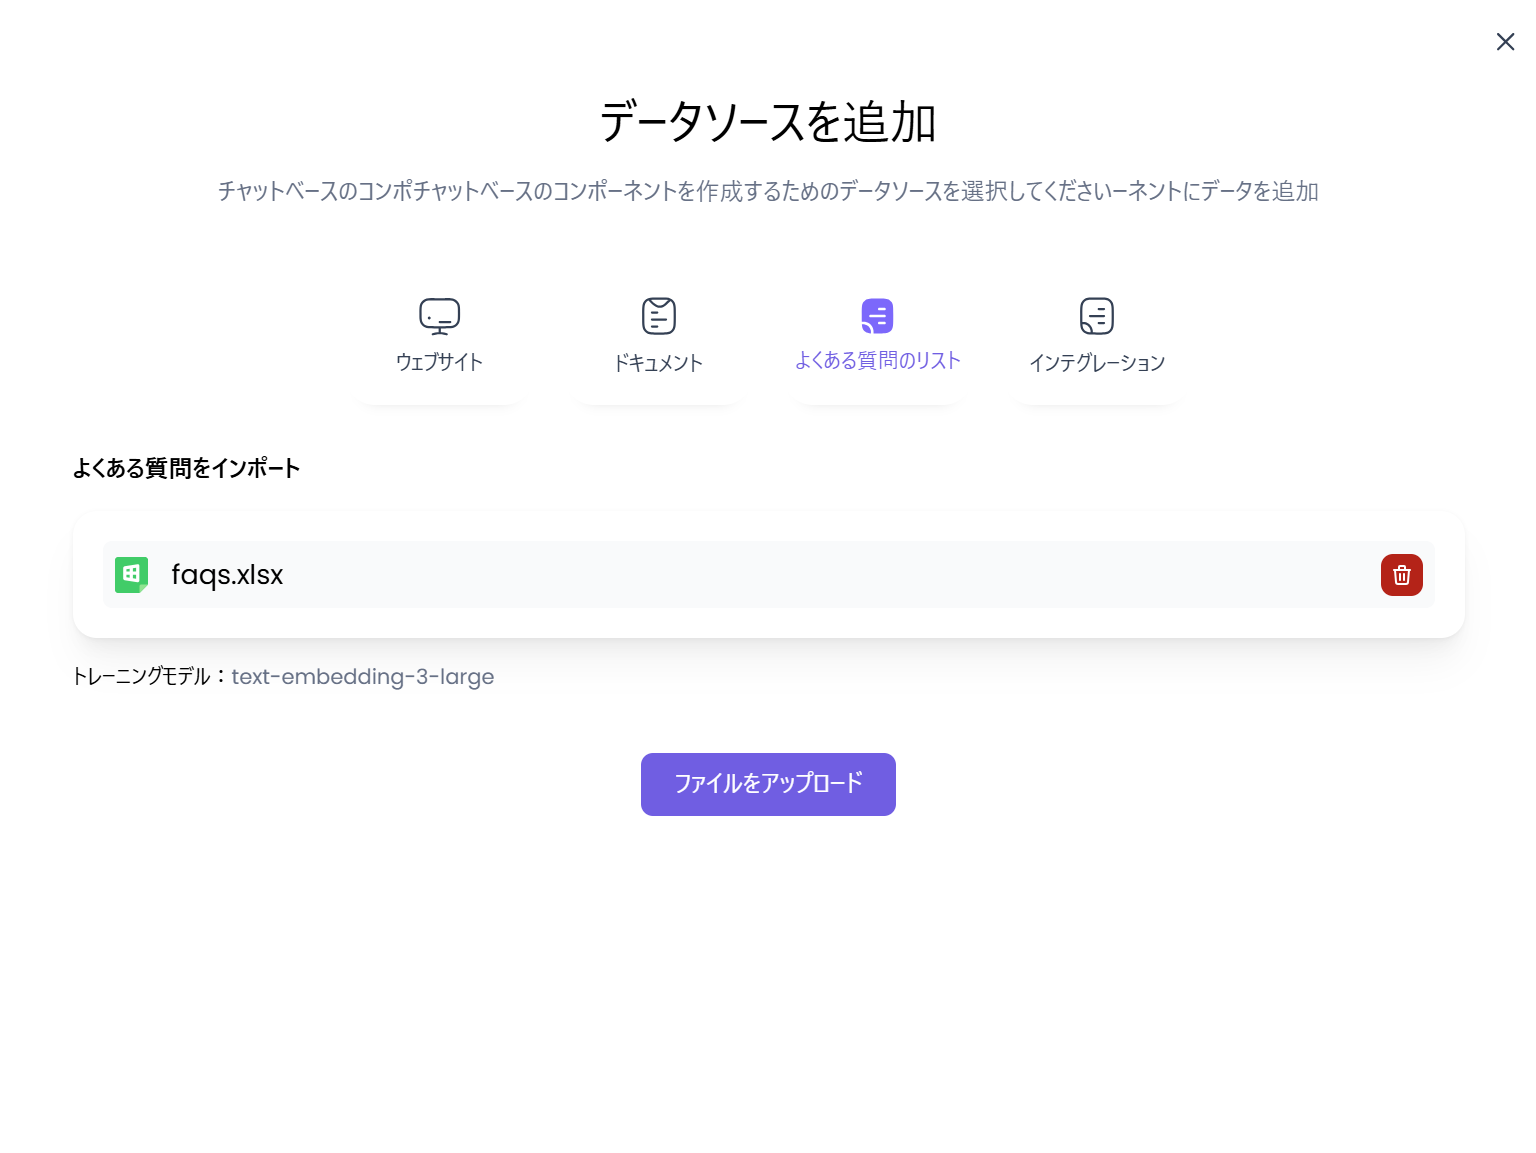 データソースを追加
チャットベースのコンポチャットベースのコンポーネントを作成するためのデータソースを選択してくださいーネントにデータを追加
ウェブサイト
ドキュメント
よくある質問のリスト
インテグレーション
よくある質問をインポート
faqs.xlsx
トレーニングモデル：text-embedding-3-large
ファイルをアップロード